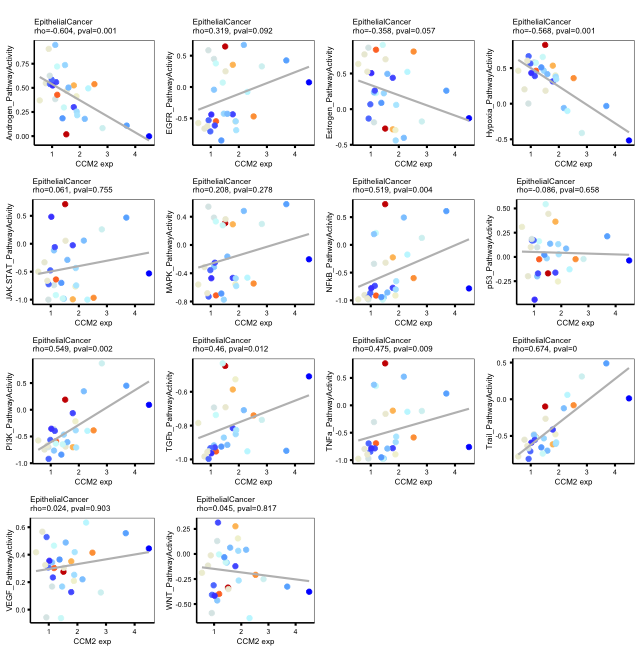 EpithelialCancer
rho=-0.604, pval=0.001
Androgen_PathwayActivity
0.75
0.50
0.25
0.00
1 2 3 4
CCM2 exp
EpithelialCancer
rho=0.319, pval=0.092
EGFR_PathwayActivity
0.5
0.0
-0.5
1 2 3 4
CCM2 exp
EpithelialCancer
rho=-0.358, pval=0.057
Estrogen_PathwayActivity
0.5
0.0
-0.5
1 2 3 4
CCM2 exp
EpithelialCancer
rho=-0.568, pval=0.001
Hypoxia_PathwayActivity
0.5
0.0
-0.5
1 2 3 4
CCM2 exp
EpithelialCancer
rho=0.061, pval=0.755
JAK.STAT_PathwayActivity
0.5
0.0
-0.5
-1.0
1 2 3 4
CCM2 exp
EpithelialCancer
rho=0.208, pval=0.278
MAPK_PathwayActivity
0.4
0.0
-0.4
-0.8
1 2 3 4
CCM2 exp
EpithelialCancer
rho=0.519, pval=0.004
NFkB_PathwayActivity
0.5
0.0
-0.5
-1.0
1 2 3 4
CCM2 exp
EpithelialCancer
rho=-0.086, pval=0.658
p53_PathwayActivity
0.50
0.25
0.00
-0.25
1 2 3 4
CCM2 exp
EpithelialCancer
rho=0.549, pval=0.002
PI3K_PathwayActivity
0.5
0.0
-0.5
-1.0
1 2 3 4
CCM2 exp
EpithelialCancer
rho=0.46, pval=0.012
TGFb_PathwayActivity
-0.6
-0.8
-1.0
1 2 3 4
CCM2 exp
EpithelialCancer
rho=0.475, pval=0.009
TNFa_PathwayActivity
0.5
0.0
-0.5
-1.0
1 2 3 4
CCM2 exp
EpithelialCancer
rho=0.674, pval=0
Trail_PathwayActivity
0.5
0.0
-0.5
1 2 3 4
CCM2 exp
EpithelialCancer
rho=0.024, pval=0.903
VEGF_PathwayActivity
0.6
0.4
0.2
0.0
1 2 3 4
CCM2 exp
EpithelialCancer
rho=0.045, pval=0.817
WNT_PathwayActivity
0.25
0.00
-0.25
-0.50
1 2 3 4
CCM2 exp